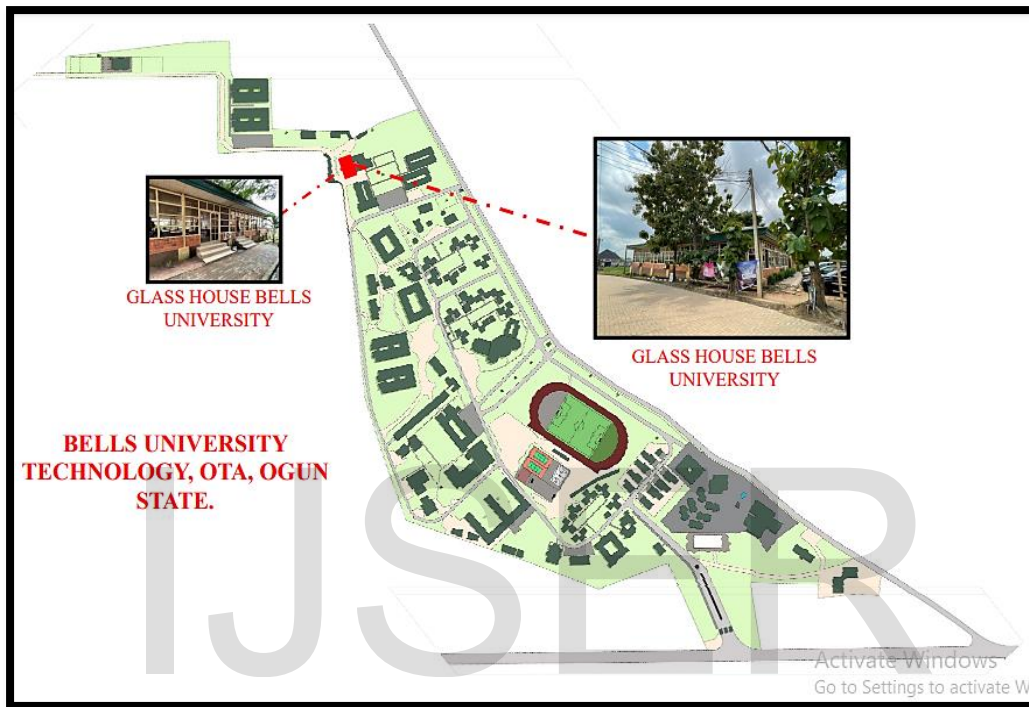 GLASS HOUSE BELLS
UNIVERSITY
GLASS HOUSE BELLS
UNIVERSITY
BELLS UNIVERSITY
TECHNOLOGY, OTA, OGUN
STATE.
IJSER
Activate Windows
Go to Settings to activate W